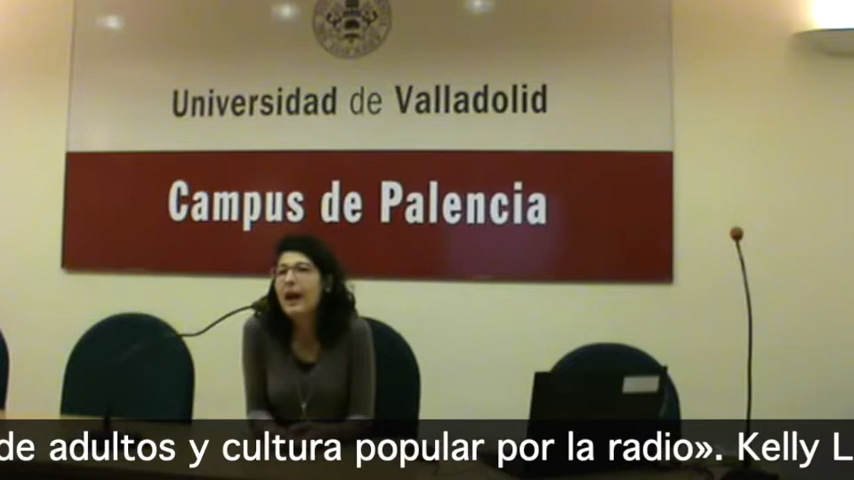 Universidad de Valladolid
Campus de Palencia
de adultos y cultura popular por la radio». Kelly L